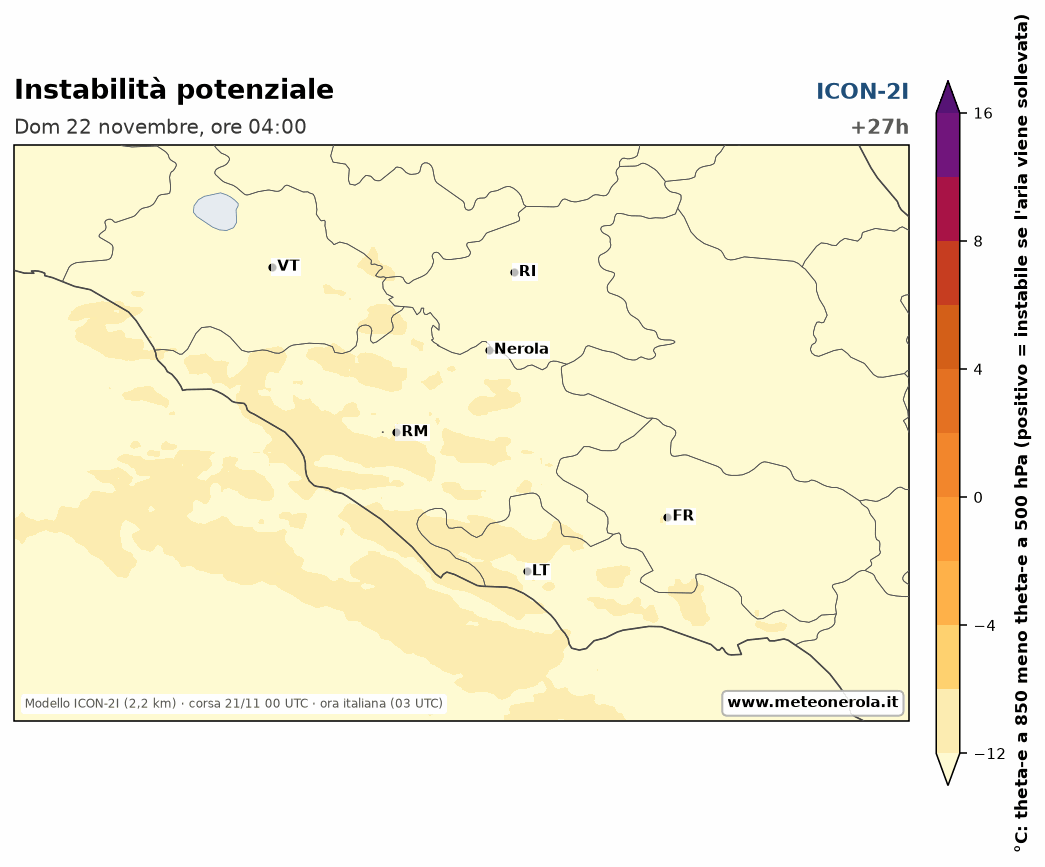 Instabilità potenziale
ICON-2I
Dom 22 novembre, ore 04:00
+27h
VT
RI
Nerola
RM
FR
LT
Modello ICON-2I (2,2 km) · corsa 21/11 00 UTC · ora italiana (03 UTC)
www.meteonerola.it
16
8
4
0
−4
−12
°C: theta-e a 850 meno theta-e a 500 hPa (positivo = instabile se l'aria viene sollevata)